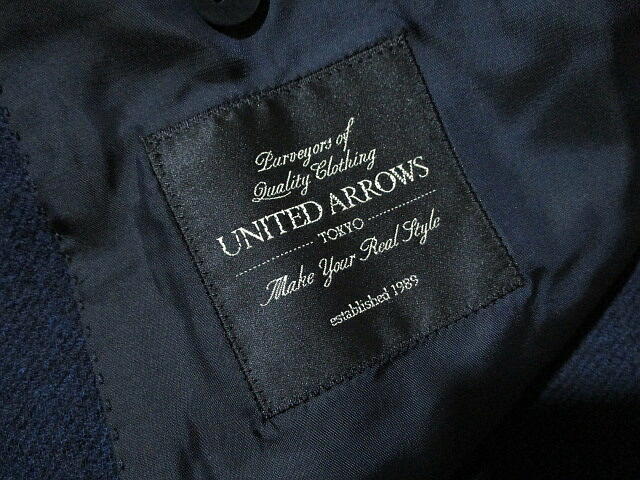 Purveyors of
Quality Clothing
UNITED ARROWS
TOKYO
Make Your Real Style
established 1989